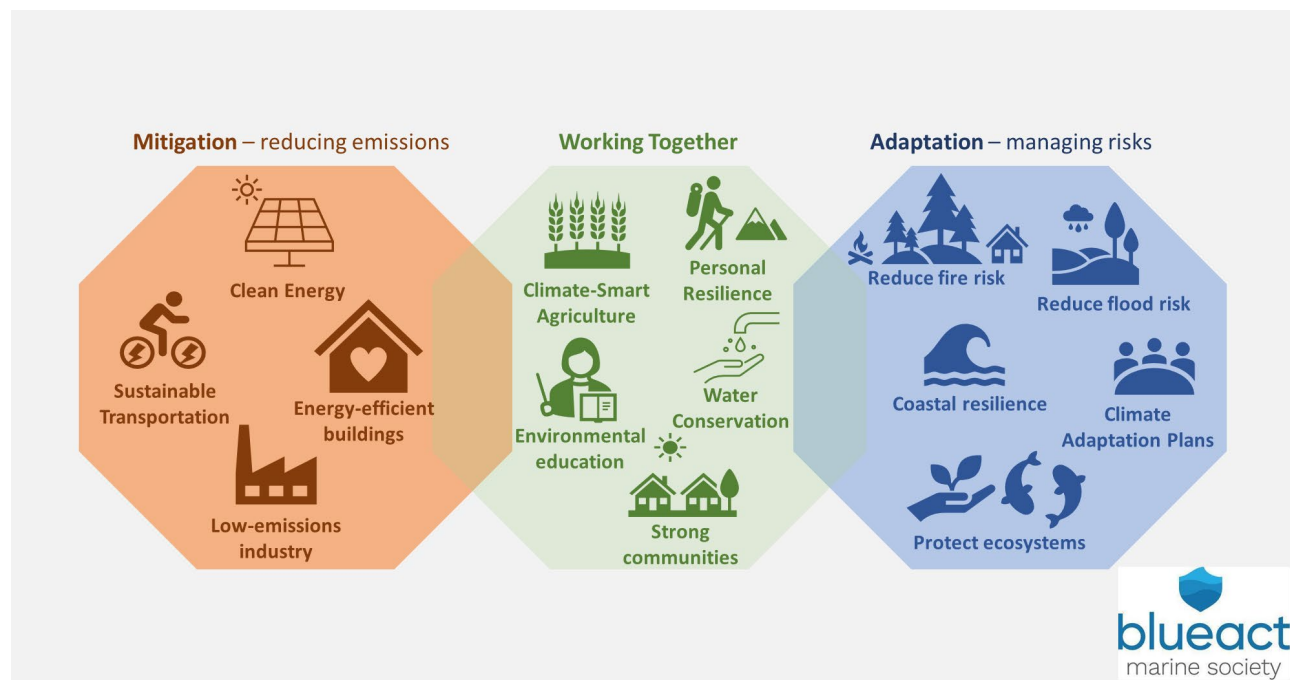 Mitigation – reducing emissions
Clean Energy
Sustainable
Transportation
Energy-efficient
buildings
Low-emissions
industry
Working Together
Climate-Smart
Agriculture
Personal
Resilience
Environmental
education
Water
Conservation
Strong
communities
Adaptation – managing risks
Reduce fire risk
Reduce flood risk
Coastal resilience
Climate
Adaptation Plans
Protect ecosystems
blueact
marine society